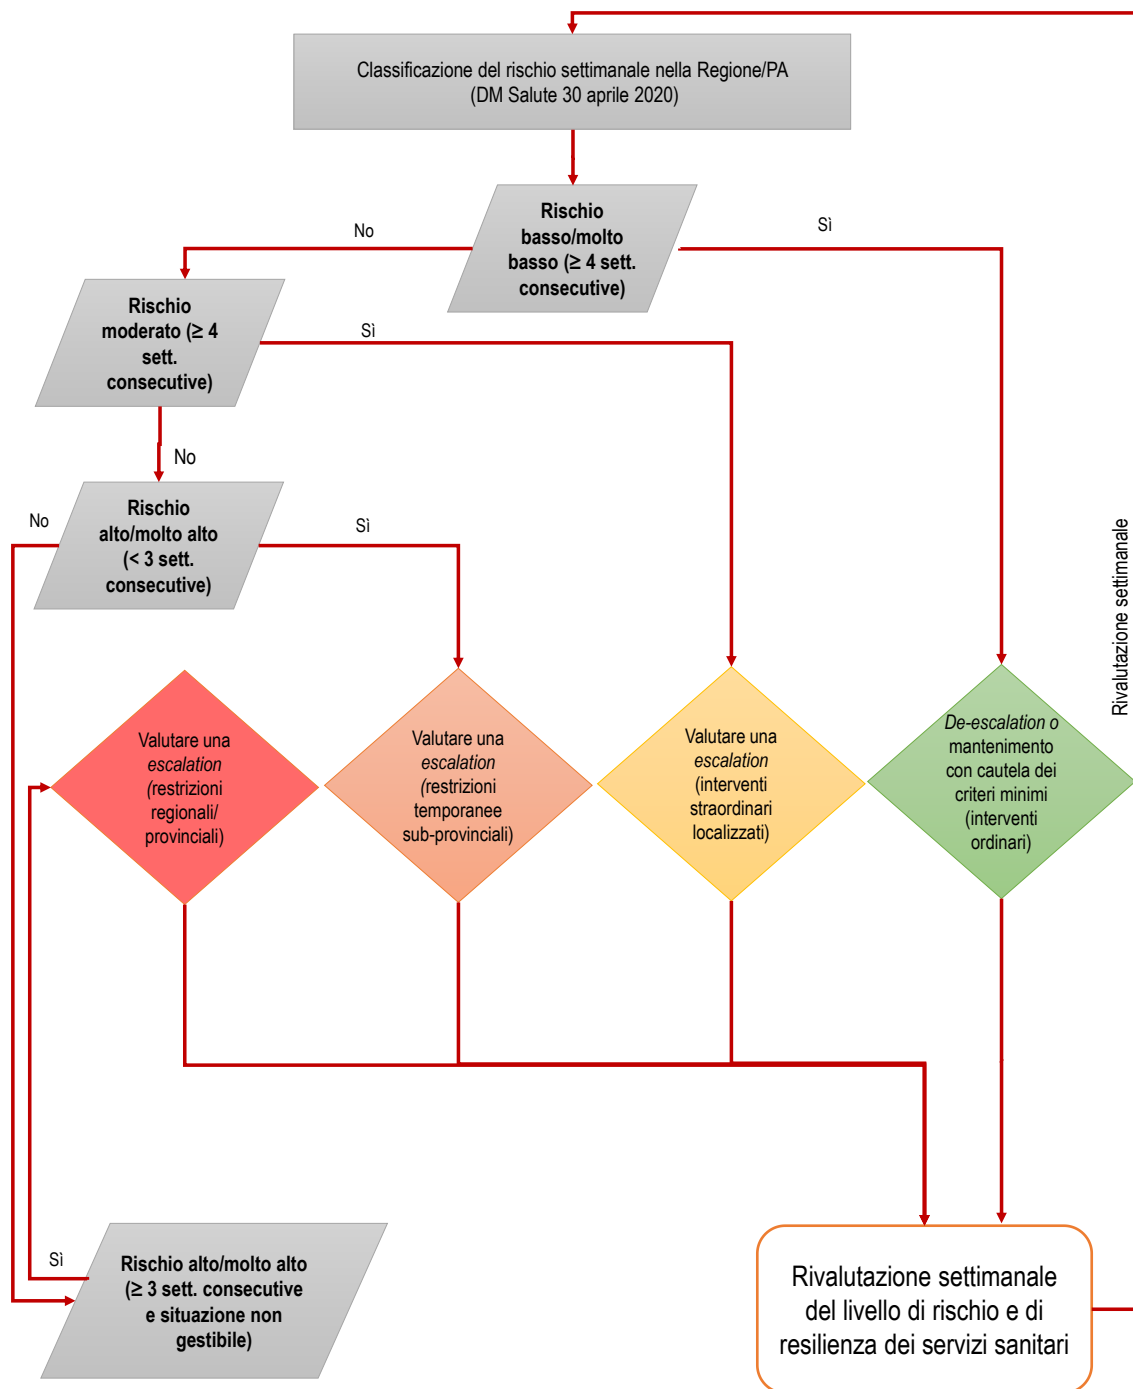 Classificazione del rischio settimanale nella Regione/PA
(DM Salute 30 aprile 2020)
Rischio
basso/molto
basso (≥ 4 sett.
consecutive)
No
Sì
Rischio
moderato (≥ 4
sett.
consecutive)
Sì
No
Rischio
alto/molto alto
(< 3 sett.
consecutive)
No
Sì
Rivalutazione settimanale
Valutare una
escalation
(restrizioni
regionali/
provinciali)
Valutare una
escalation
(restrizioni
temporanee
sub-provinciali)
Valutare una
escalation
(interventi
straordinari
localizzati)
De-escalation o
mantenimento
con cautela dei
criteri minimi
(interventi
ordinari)
Sì
Rischio alto/molto alto
(≥ 3 sett. consecutive
e situazione non
gestibile)
Rivalutazione settimanale
del livello di rischio e di
resilienza dei servizi sanitari